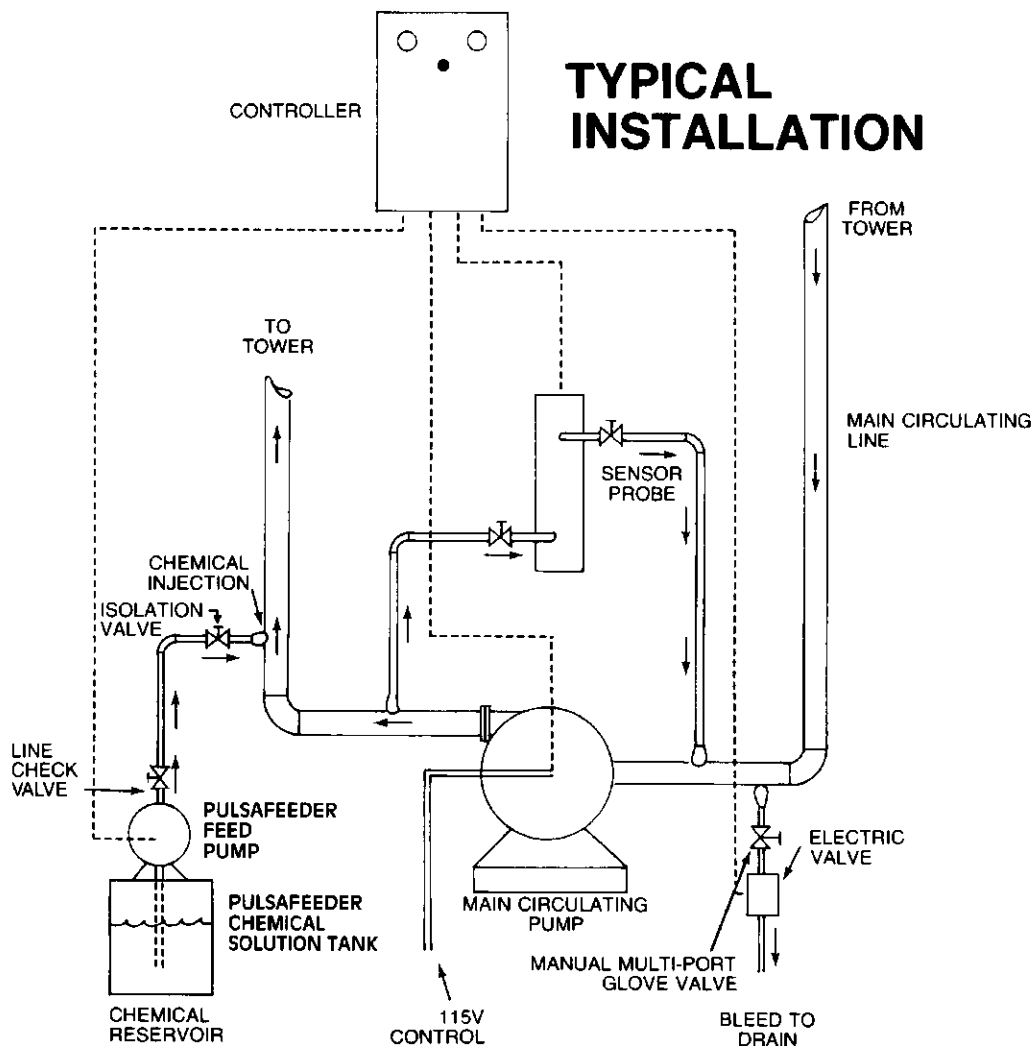 TYPICAL
INSTALLATION
CONTROLLER
FROM
TOWER
TO
TOWER
MAIN CIRCULATING
LINE
SENSOR
PROBE
CHEMICAL
INJECTION
ISOLATION
VALVE
LINE
CHECK
VALVE
PULSAFEEDER
FEED
PUMP
ELECTRIC
VALVE
PULSAFEEDER
CHEMICAL
SOLUTION TANK
MAIN CIRCULATING
PUMP
MANUAL MULTI-PORT
GLOVE VALVE
CHEMICAL
RESERVOIR
115V
CONTROL
BLEED TO
DRAIN